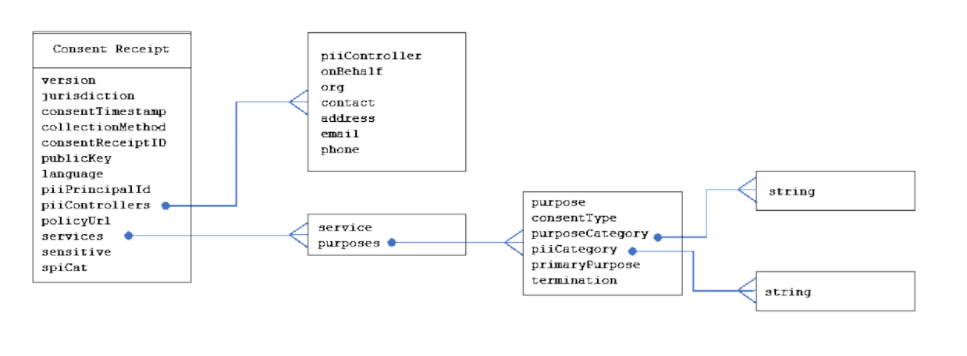 Consent Receipt
version
jurisdiction
consentTimestamp
collectionMethod
consentReceiptID
publicKey
language
piiPrincipalId
piiControllers
policyUrl
services
sensitive
spiCat
piiController
onBehalf
org
contact
address
email
phone
service
purposes
purpose
consentType
purposeCategory
piiCategory
primaryPurpose
termination
string
string